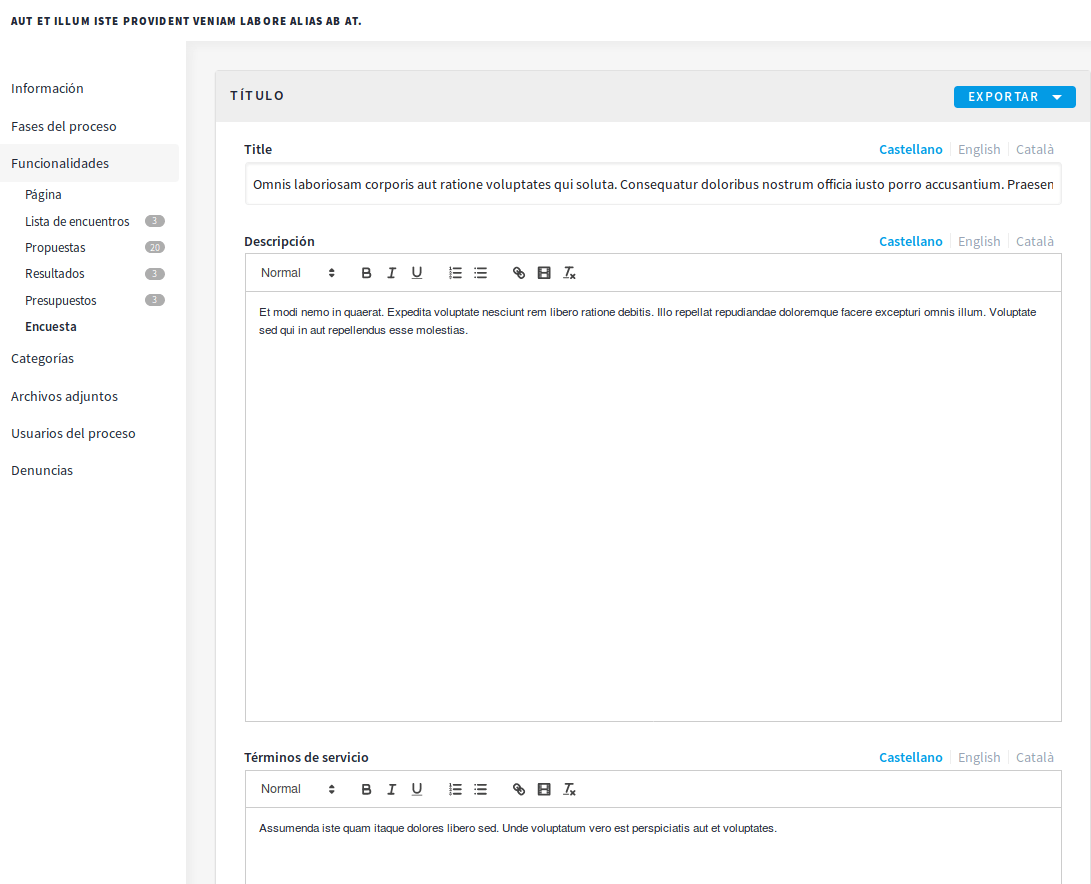 AUT ET ILLUM ISTE PROVIDENT VENIAM LABORE ALIAS AB AT.
Información
Fases del proceso
Funcionalidades
Página
Lista de encuentros 3
Propuestas 20
Resultados 3
Presupuestos 3
Encuesta
Categorías
Archivos adjuntos
Usuarios del proceso
Denuncias
TÍTULO
EXPORTAR
Title
Castellano English Català
Omnis laboriosam corporis aut ratione voluptates qui soluta. Consequatur doloribus nostrum officia iusto porro accusantium. Praesen
Descripción
Castellano English Català
Normal
Et modi nemo in quaerat. Expedita voluptate nesciunt rem libero ratione debitis. Illo repellat repudiandae doloremque facere excepturi omnis illum. Voluptate
sed qui in aut repellendus esse molestias.
Términos de servicio
Castellano English Català
Normal
Assumenda iste quam itaque dolores libero sed. Unde voluptatum vero est perspiciatis aut et voluptates.